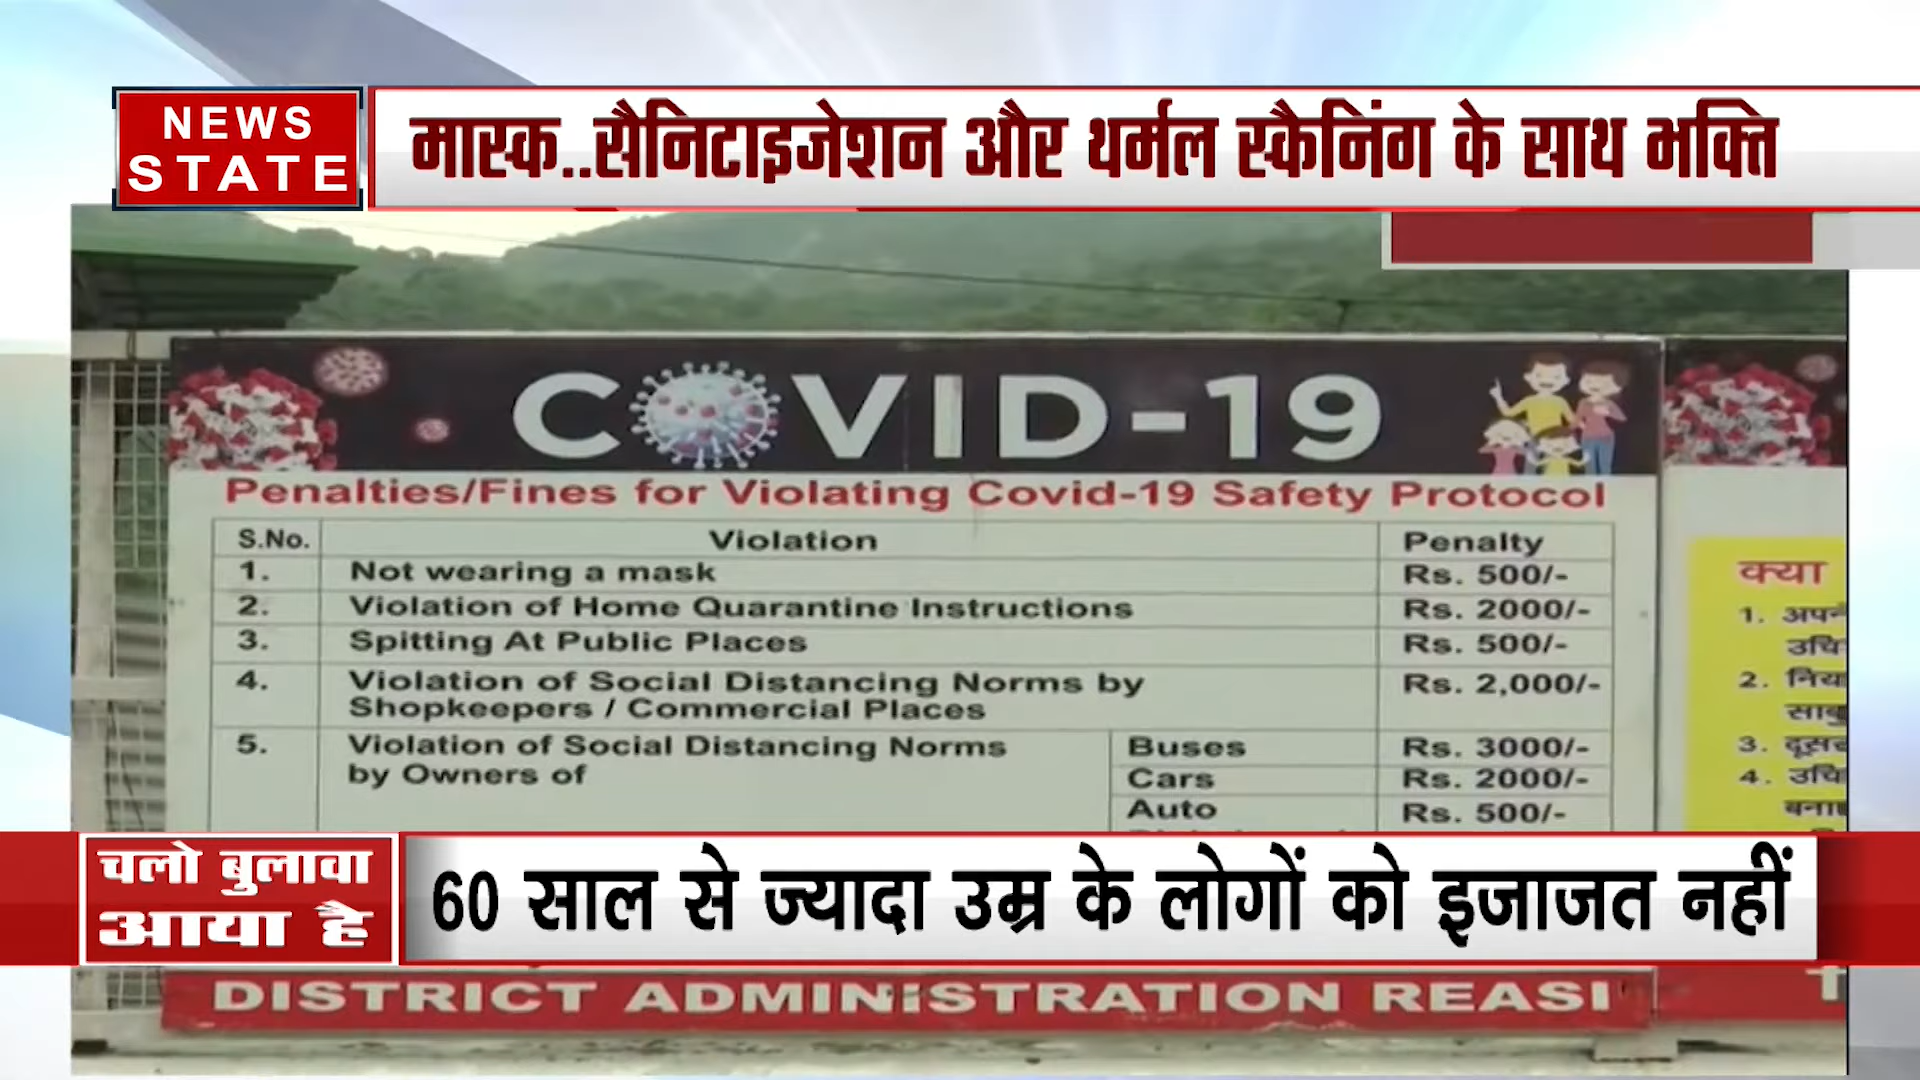 NEWS
STATE
मास्क..सैनिटाइजेशन और थर्मल स्कैनिंग के साथ भक्ति
COVID-19
Penalties/Fines for Violating Covid-19 Safety Protocol
S.No. Violation Penalty
1. Not wearing a mask Rs. 500/-
2. Violation of Home Quarantine Instructions Rs. 2000/-
3. Spitting At Public Places Rs. 500/-
4. Violation of Social Distancing Norms by Rs. 2,000/-
Shopkeepers / Commercial Places
5. Violation of Social Distancing Norms Buses Rs. 3000/-
by Owners of Cars Rs. 2000/-
Auto Rs. 500/-
क्या
1.
2.
3.
4.
चलो बुलावा
आया है
60 साल से ज्यादा उम्र के लोगों को इजाजत नहीं
DISTRICT ADMINISTRATION REASI